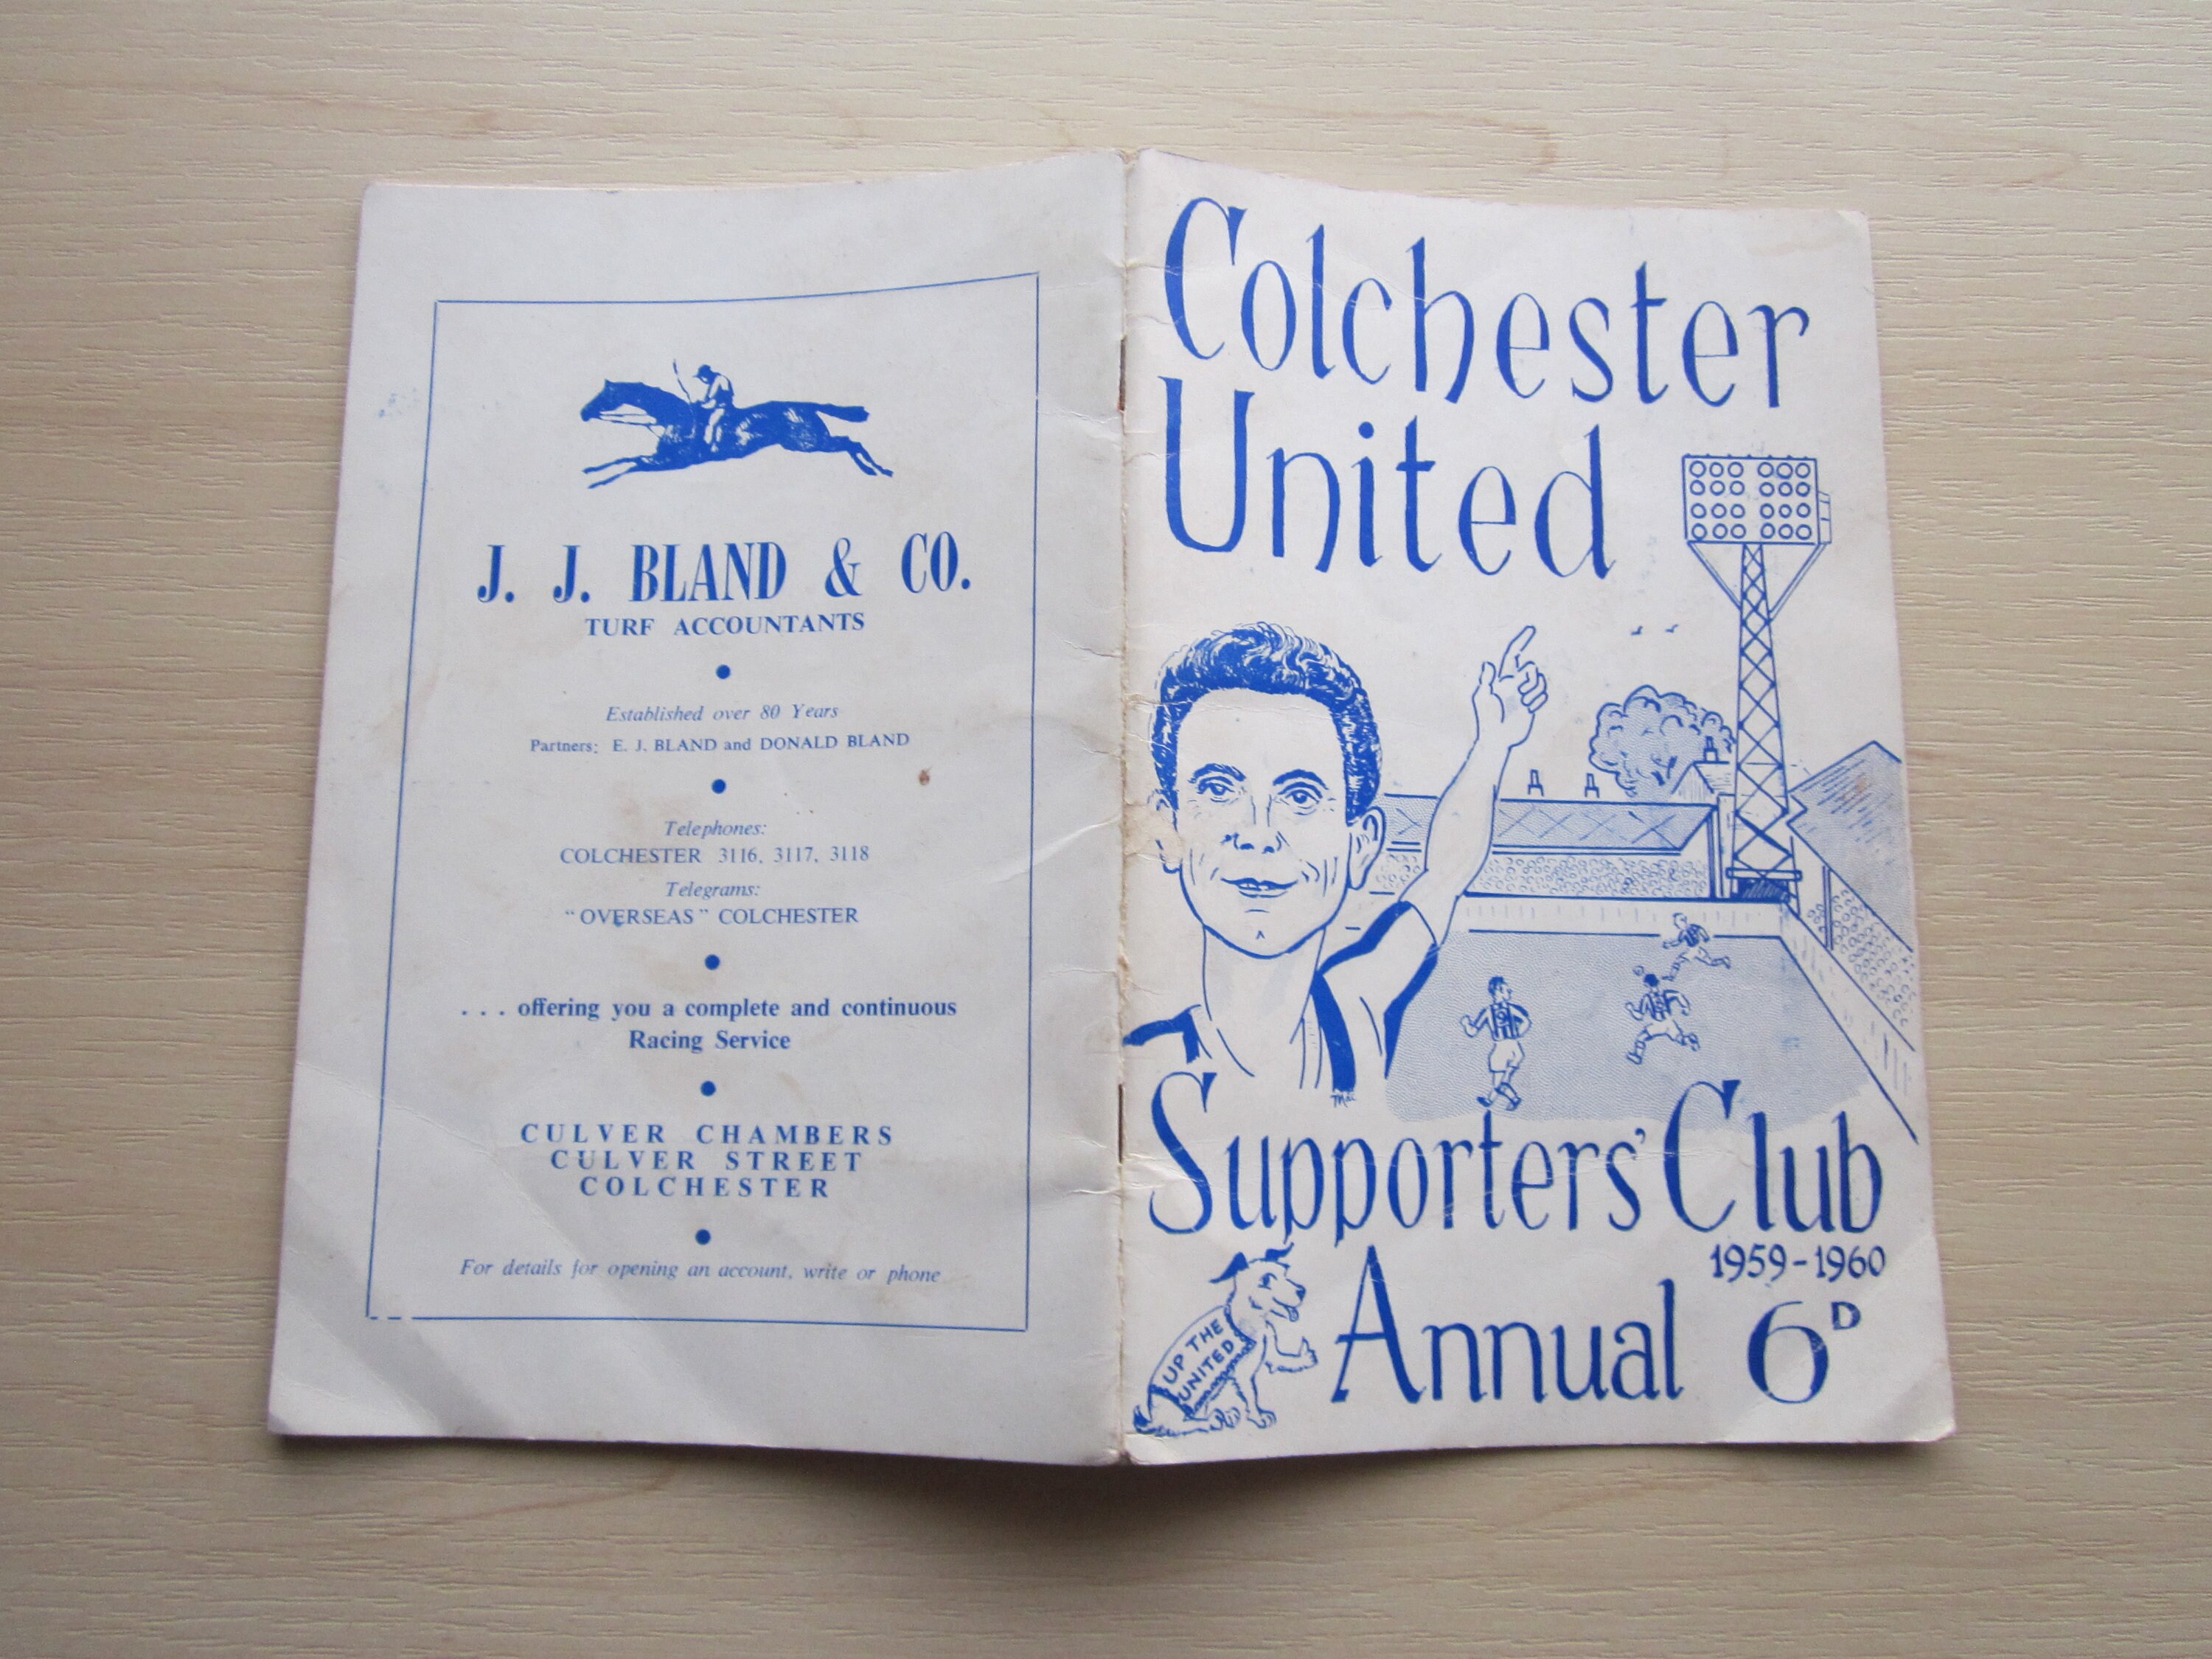 J. J. BLAND & CO.
TURF ACCOUNTANTS
Established over 80 Years
Partners: E. J. BLAND and DONALD BLAND
Telephones:
COLCHESTER 3116, 3117, 3118
Telegrams:
"OVERSEAS" COLCHESTER
. . . offering you a complete and continuous
Racing Service
CULVER CHAMBERS
CULVER STREET
COLCHESTER
For details for opening an account, write or phone
Colchester
United
Supporters' Club
1959-1960
Annual 6D
UP THE
UNITED
9